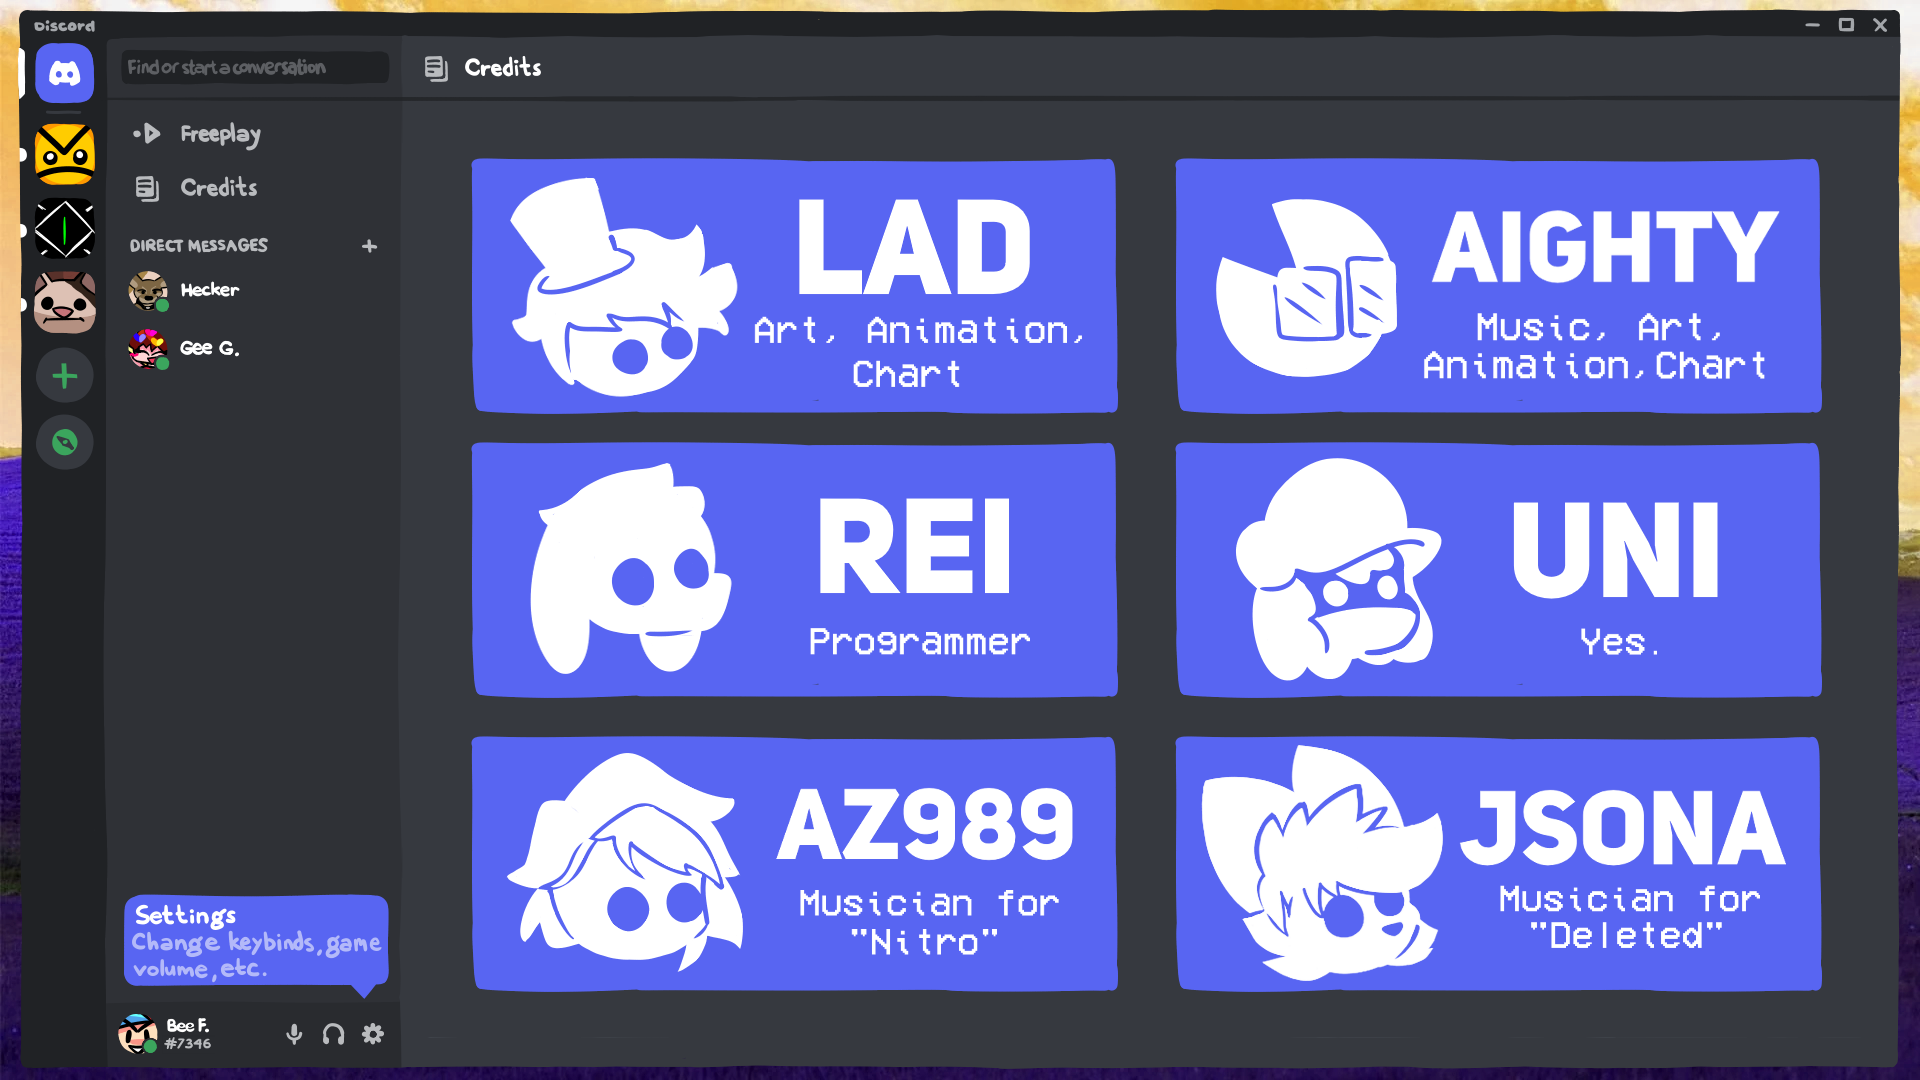 Discord
Find or start a conversation
Credits
Freeplay
Credits
DIRECT MESSAGES
Hecker
Gee G.
LAD
Art, Animation,
Chart
AIGHTY
Music, Art,
Animation,Chart
REI
Programmer
UNI
Yes.
AZ989
Musician for
"Nitro"
JSONA
Musician for
"Deleted"
Settings
Change keybinds, game
volume, etc.
Bee F.
#7346